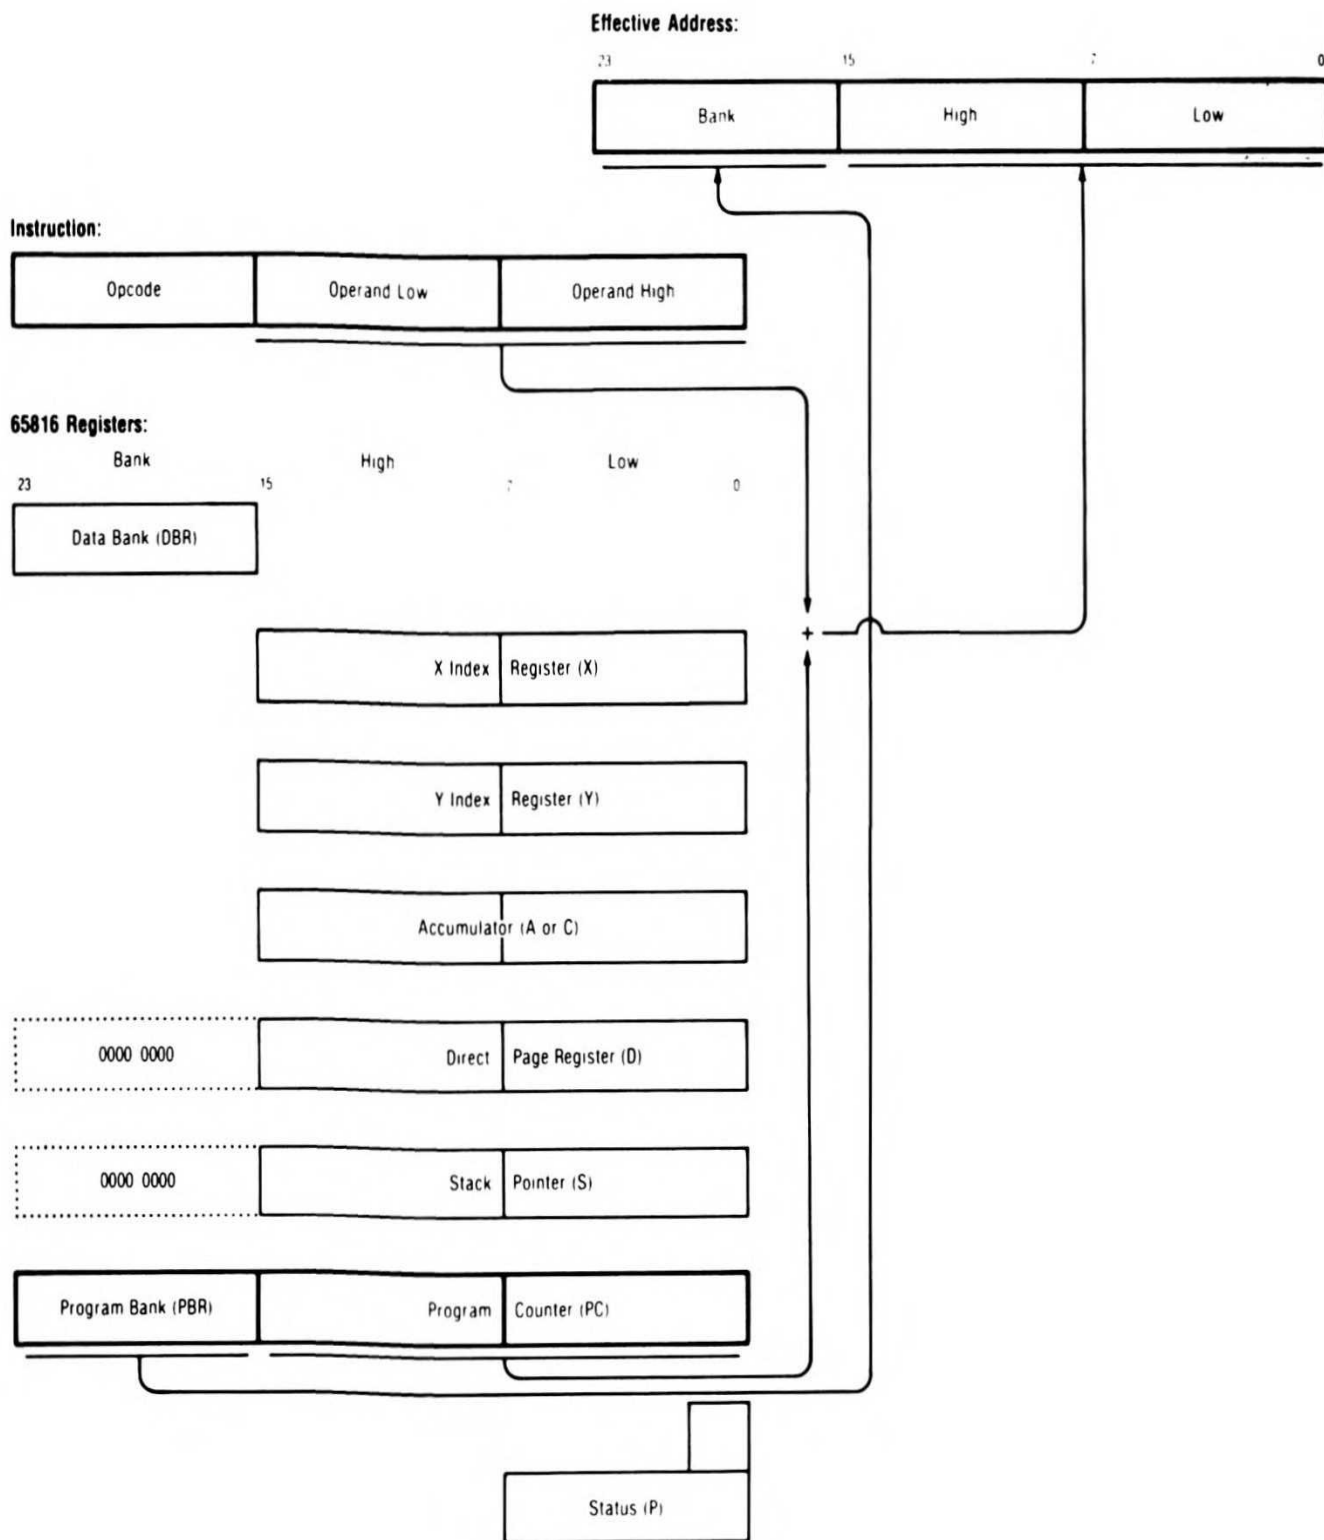 Effective Address:
23 15 7 0
Bank High Low
Instruction:
Opcode Operand Low Operand High
65816 Registers:
Bank High Low
23 15 7 0
Data Bank (DBR)
+
X Index Register (X)
Y Index Register (Y)
Accumulator (A or C)
0000 0000 Direct Page Register (D)
0000 0000 Stack Pointer (S)
Program Bank (PBR) Program Counter (PC)
Status (P)